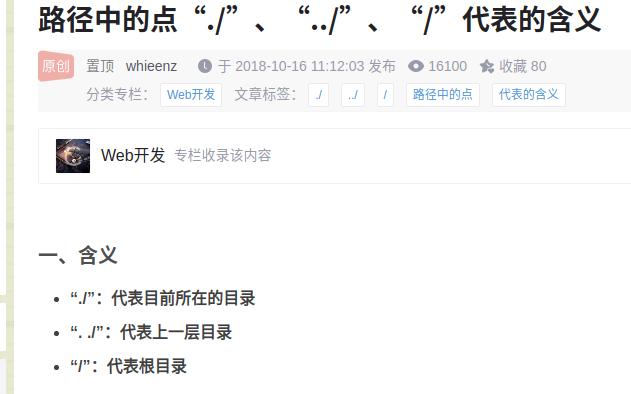 路径中的点“./”、“../”、“/”代表的含义
原创 置顶 whieenz 于 2018-10-16 11:12:03 发布 16100 收藏 80
分类专栏： Web开发 文章标签： ./ ../ / 路径中的点 代表的含义
Web开发 专栏收录该内容
一、含义
“./”：代表目前所在的目录
“. ./”：代表上一层目录
“/”：代表根目录